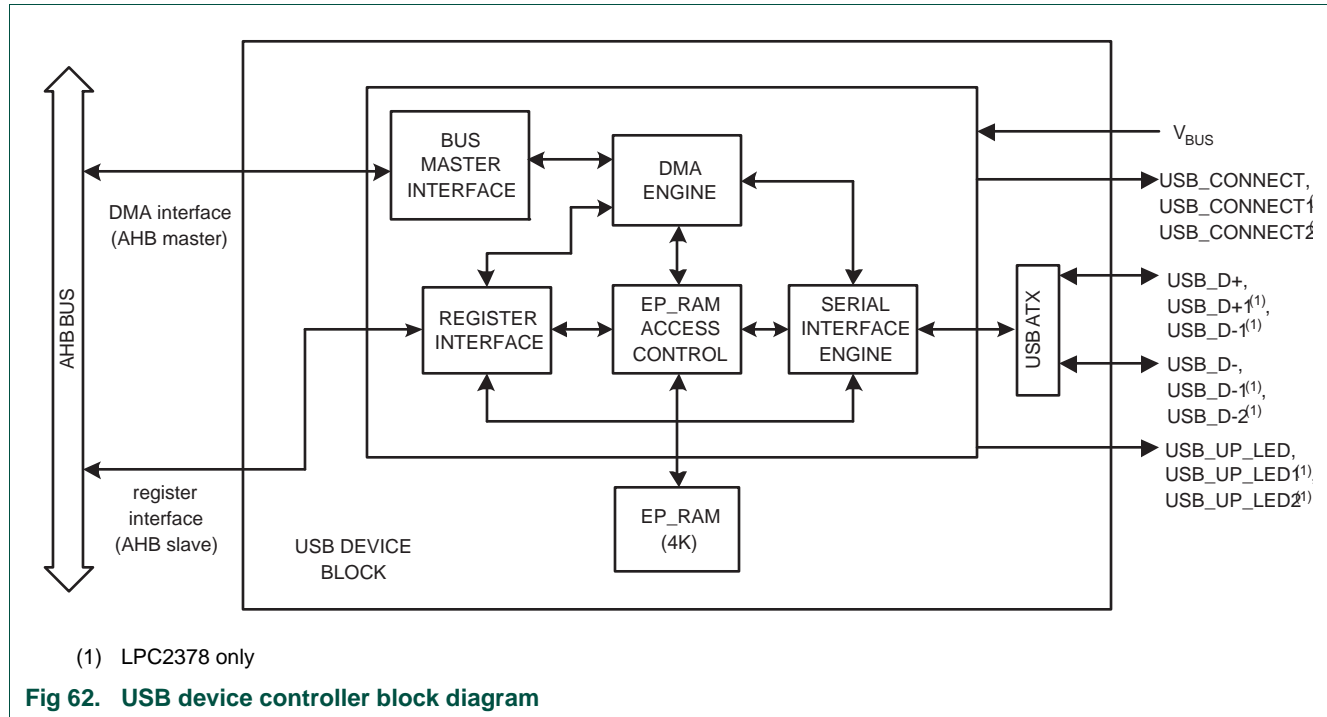 AHB BUS
DMA interface
(AHB master)
register
interface
(AHB slave)
BUS
MASTER
INTERFACE
DMA
ENGINE
REGISTER
INTERFACE
EP_RAM
ACCESS
CONTROL
SERIAL
INTERFACE
ENGINE
EP_RAM
(4K)
USB DEVICE
BLOCK
USB ATX
VBUS
USB_CONNECT,
USB_CONNECT1(
USB_CONNECT2(
USB_D+,
USB_D+1(1),
USB_D-1(1)
USB_D-,
USB_D-1(1),
USB_D-2(1)
USB_UP_LED,
USB_UP_LED1(1),
USB_UP_LED2(1)
(1) LPC2378 only
Fig 62. USB device controller block diagram